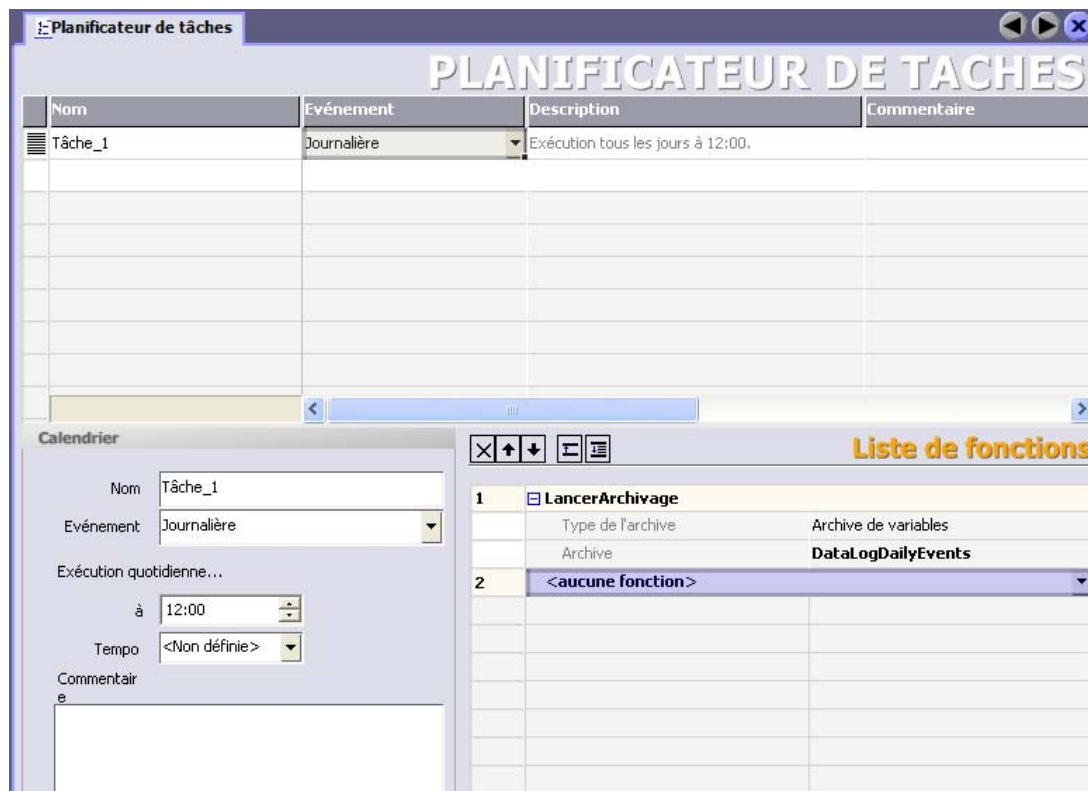 Planificateur de tâches
PLANIFICATEUR DE TACHES
Nom Evénement Description Commentaire
Tâche_1 Journalière Exécution tous les jours à 12:00.
Calendrier
Nom Tâche_1
Evénement Journalière
Exécution quotidienne...
à 12:00
Tempo <Non définie>
Commentair
e
Liste de fonctions
1 LancerArchivage
Type de l'archive Archive de variables
Archive DataLogDailyEvents
2 <aucune fonction>